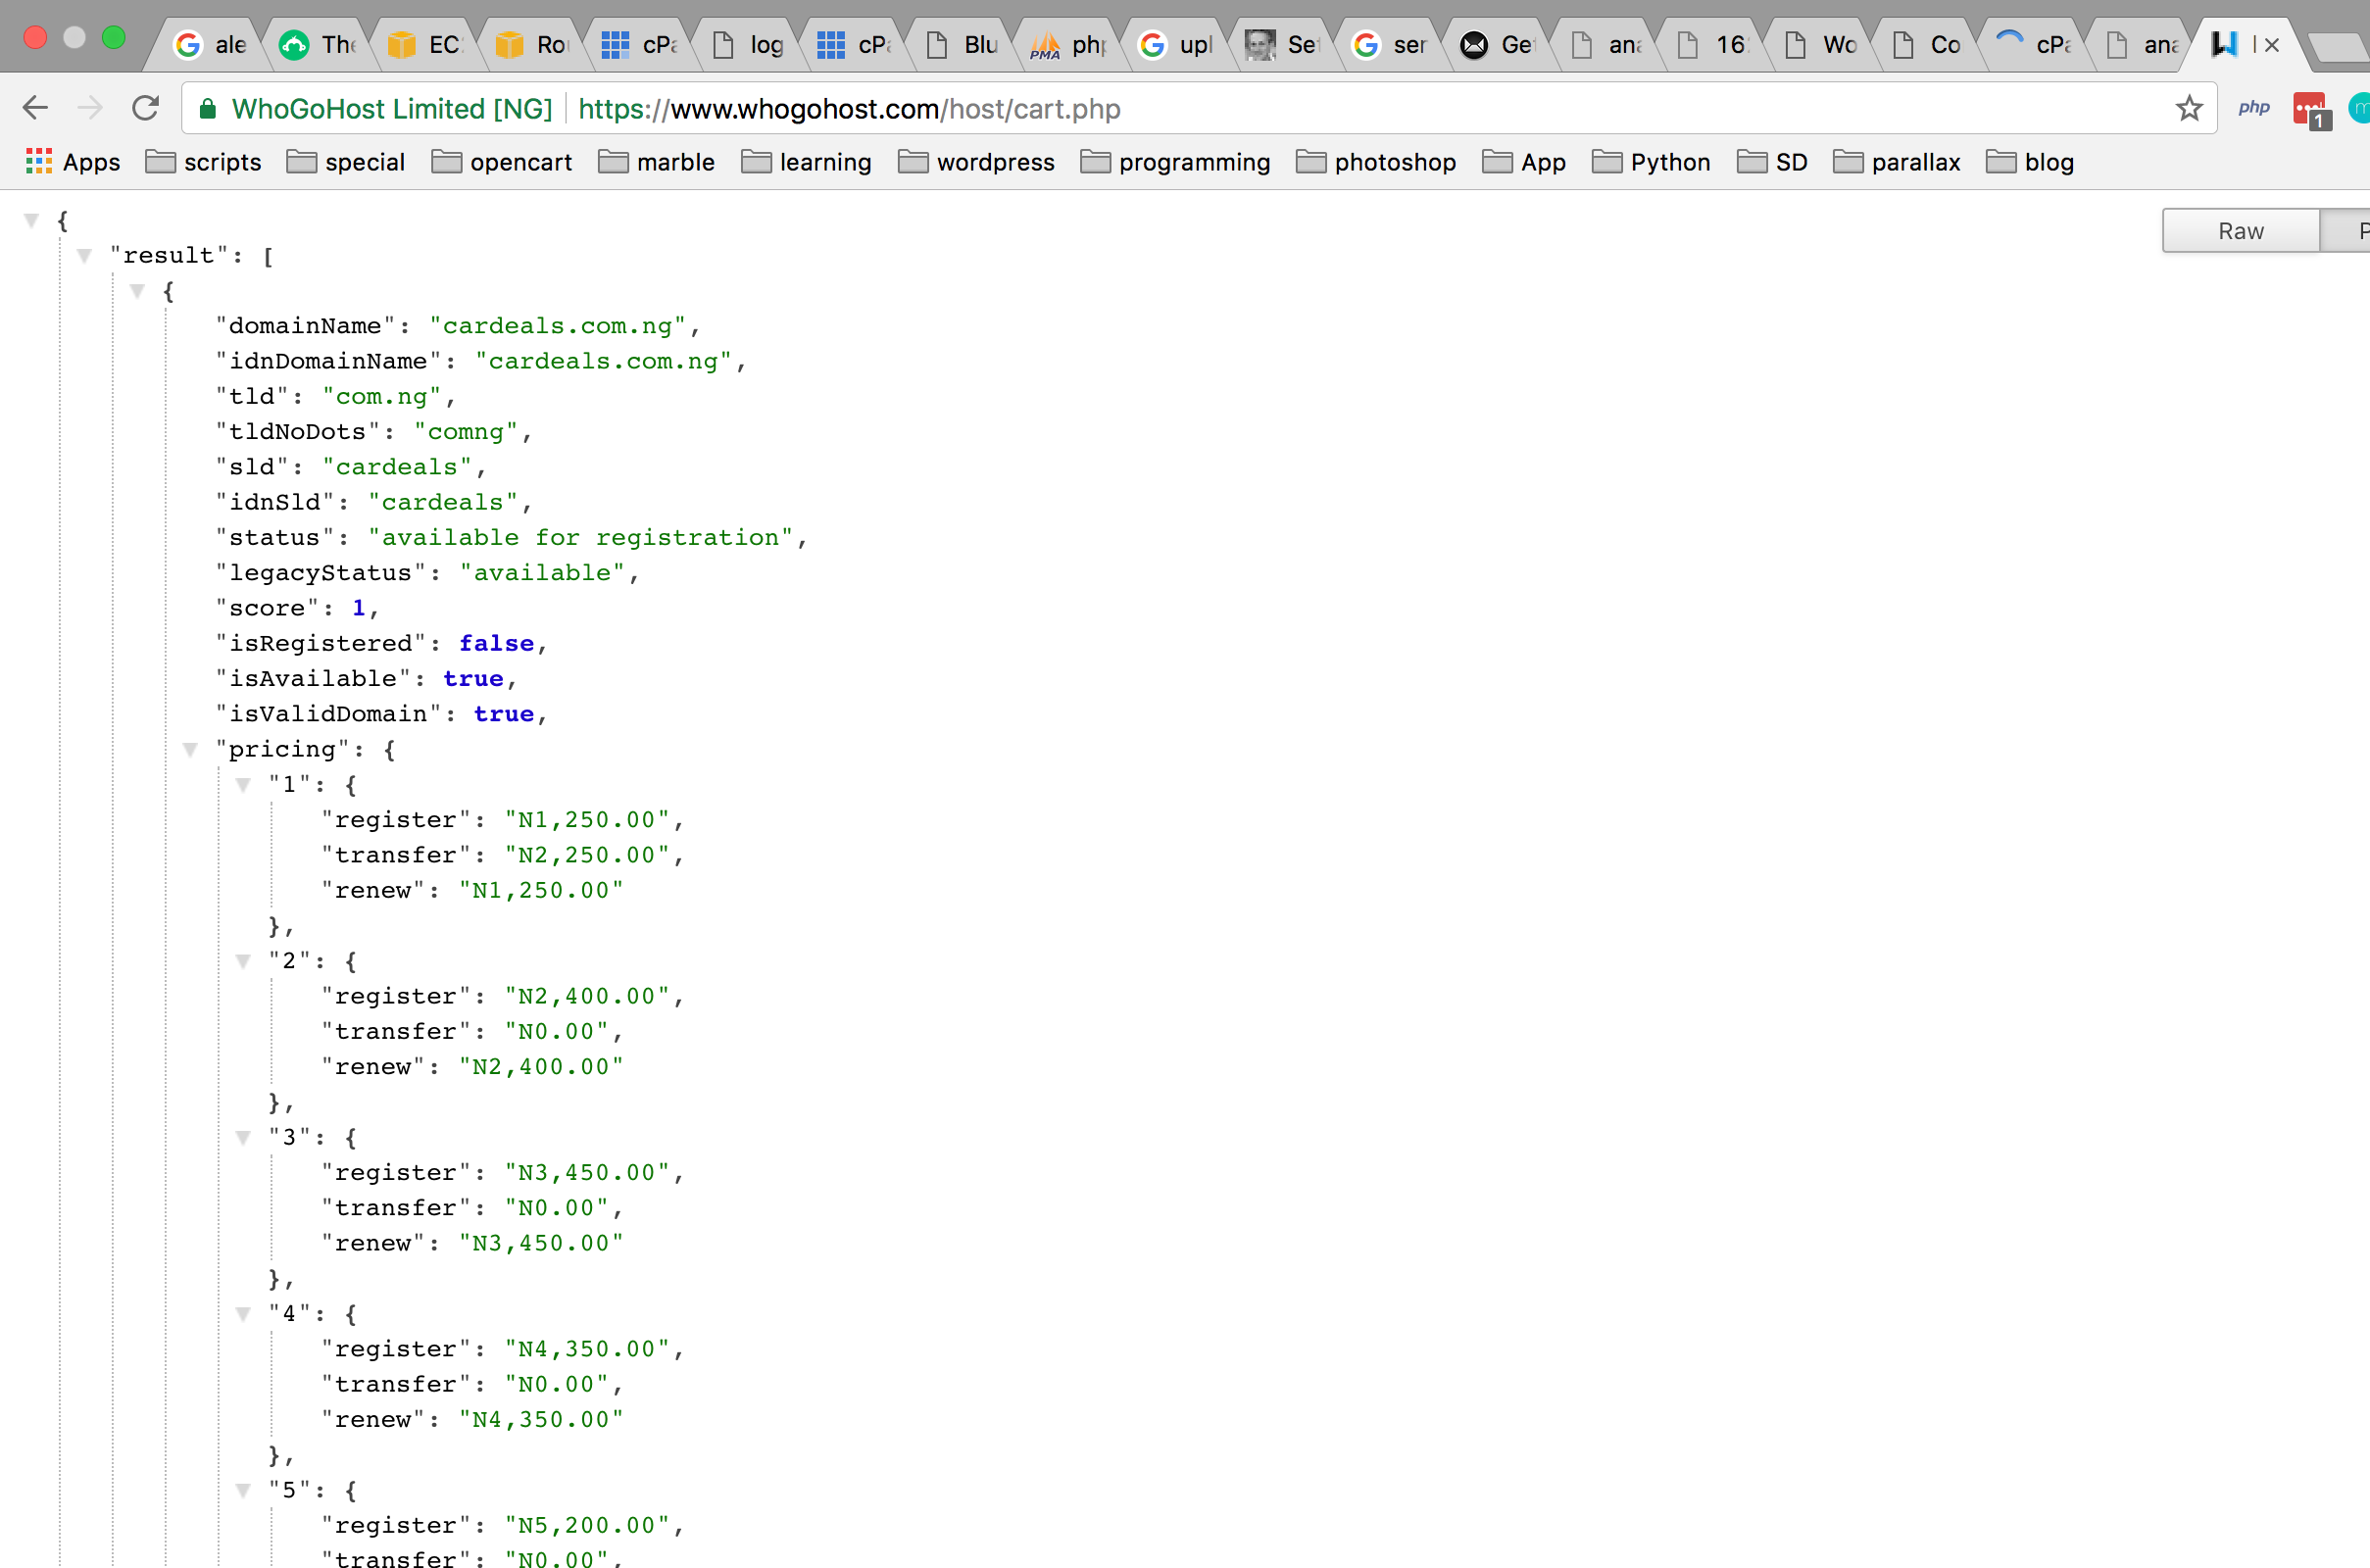 ale The EC Ro cPa log cPa Blu php upl Se ser Ge ana 16 Wo Co cPa ana
WhoGoHost Limited [NG] https://www.whogohost.com/host/cart.php php 1
Apps scripts special opencart marble learning wordpress programming photoshop App Python SD parallax blog
Raw
{
"result": [
{
"domainName": "cardeals.com.ng",
"idnDomainName": "cardeals.com.ng",
"tld": "com.ng",
"tldNoDots": "comng",
"sld": "cardeals",
"idnSld": "cardeals",
"status": "available for registration",
"legacyStatus": "available",
"score": 1,
"isRegistered": false,
"isAvailable": true,
"isValidDomain": true,
"pricing": {
"1": {
"register": "N1,250.00",
"transfer": "N2,250.00",
"renew": "N1,250.00"
},
"2": {
"register": "N2,400.00",
"transfer": "N0.00",
"renew": "N2,400.00"
},
"3": {
"register": "N3,450.00",
"transfer": "N0.00",
"renew": "N3,450.00"
},
"4": {
"register": "N4,350.00",
"transfer": "N0.00",
"renew": "N4,350.00"
},
"5": {
"register": "N5,200.00",
"transfer": "N0.00",